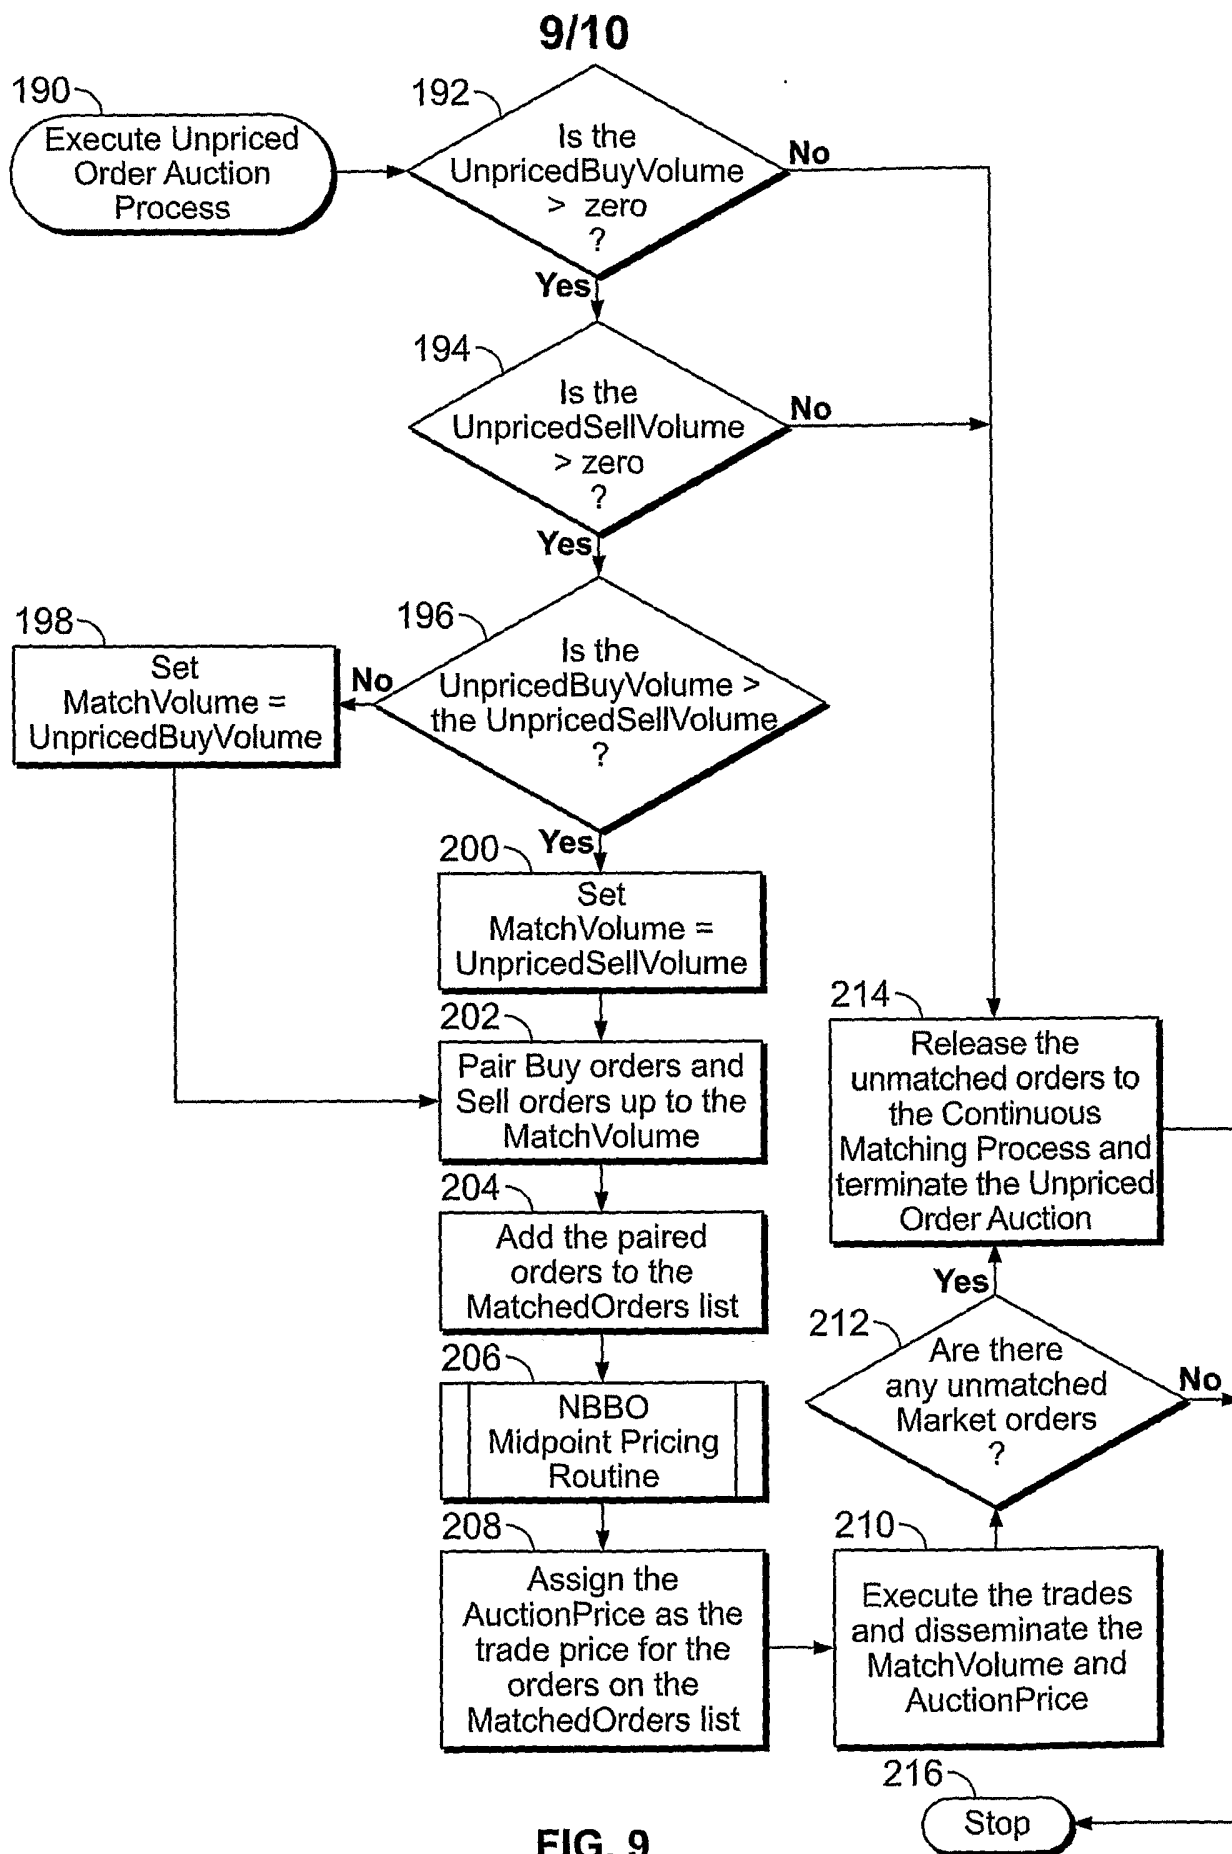 9/10
190
Execute Unpriced
Order Auction
Process
192
Is the
UnpricedBuyVolume
> zero
?
No
Yes
194
Is the
UnpricedSellVolume
> zero
?
No
Yes
196
Is the
UnpricedBuyVolume >
the UnpricedSellVolume
?
No
Yes
198
Set
MatchVolume =
UnpricedBuyVolume
200
Set
MatchVolume =
UnpricedSellVolume
202
Pair Buy orders and
Sell orders up to the
MatchVolume
204
Add the paired
orders to the
MatchedOrders list
206
NBBO
Midpoint Pricing
Routine
208
Assign the
AuctionPrice as the
trade price for the
orders on the
MatchedOrders list
210
Execute the trades
and disseminate the
MatchVolume and
AuctionPrice
212
Are there
any unmatched
Market orders
?
Yes
No
214
Release the
unmatched orders to
the Continuous
Matching Process and
terminate the Unpriced
Order Auction
216
Stop
FIG. 9